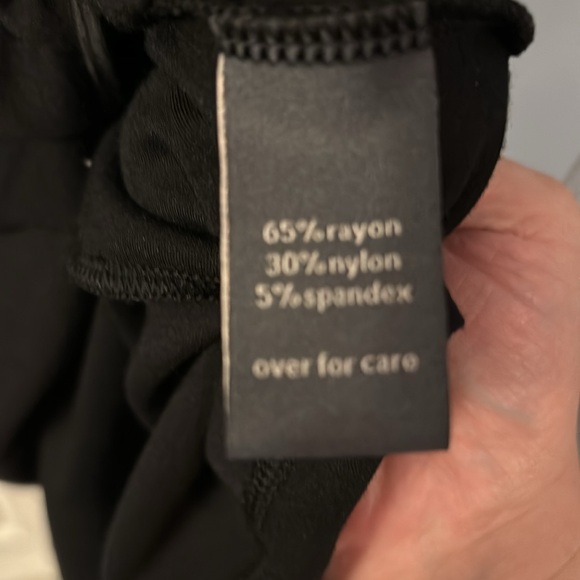 65%rayon
30%nylon
5%spandex
over for care